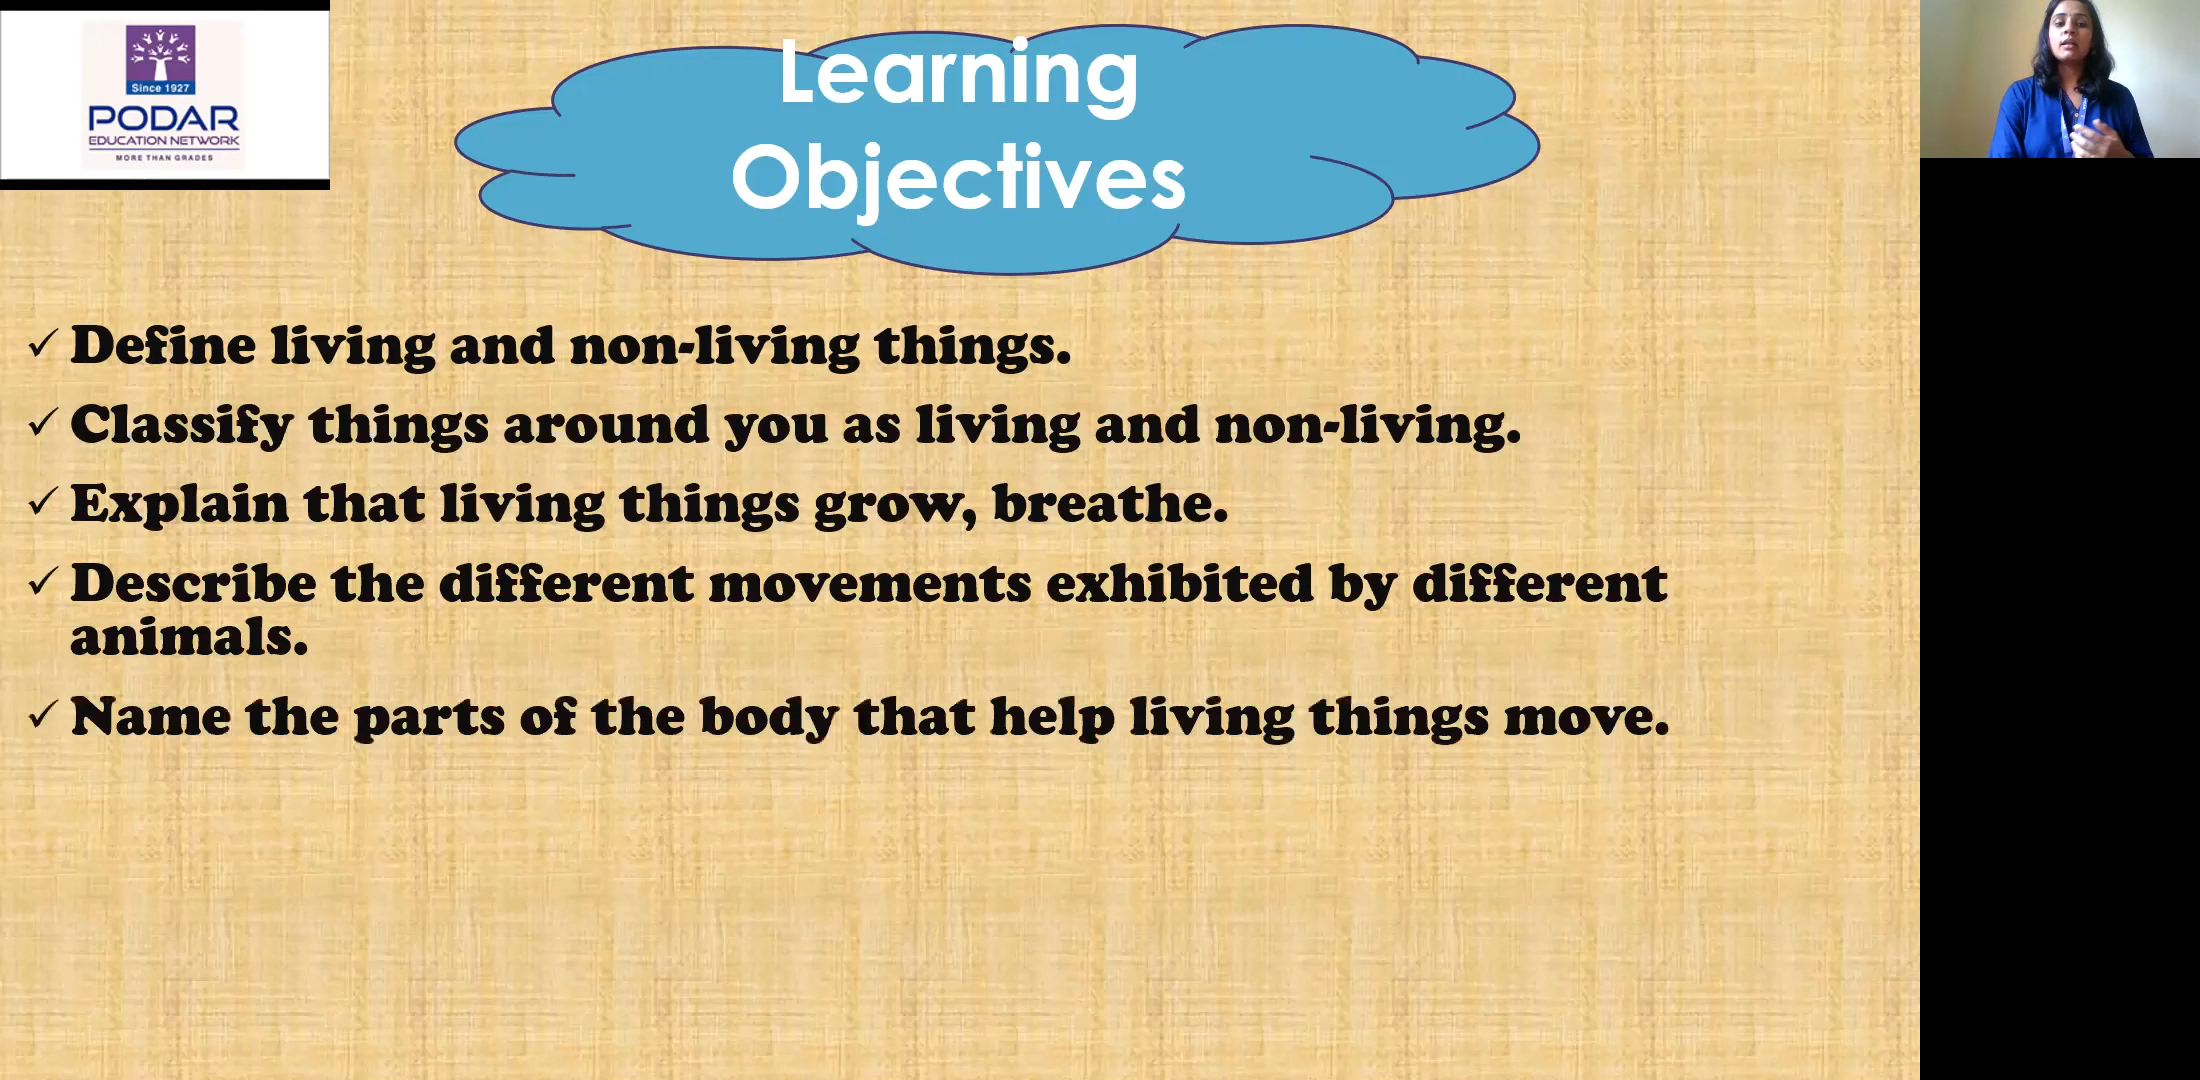 Since 1927
PODAR
EDUCATION NETWORK
MORE THAN GRADES
Learning
Objectives
✓ Define living and non-living things.
✓ Classify things around you as living and non-living.
✓ Explain that living things grow, breathe.
✓ Describe the different movements exhibited by different
animals.
✓ Name the parts of the body that help living things move.